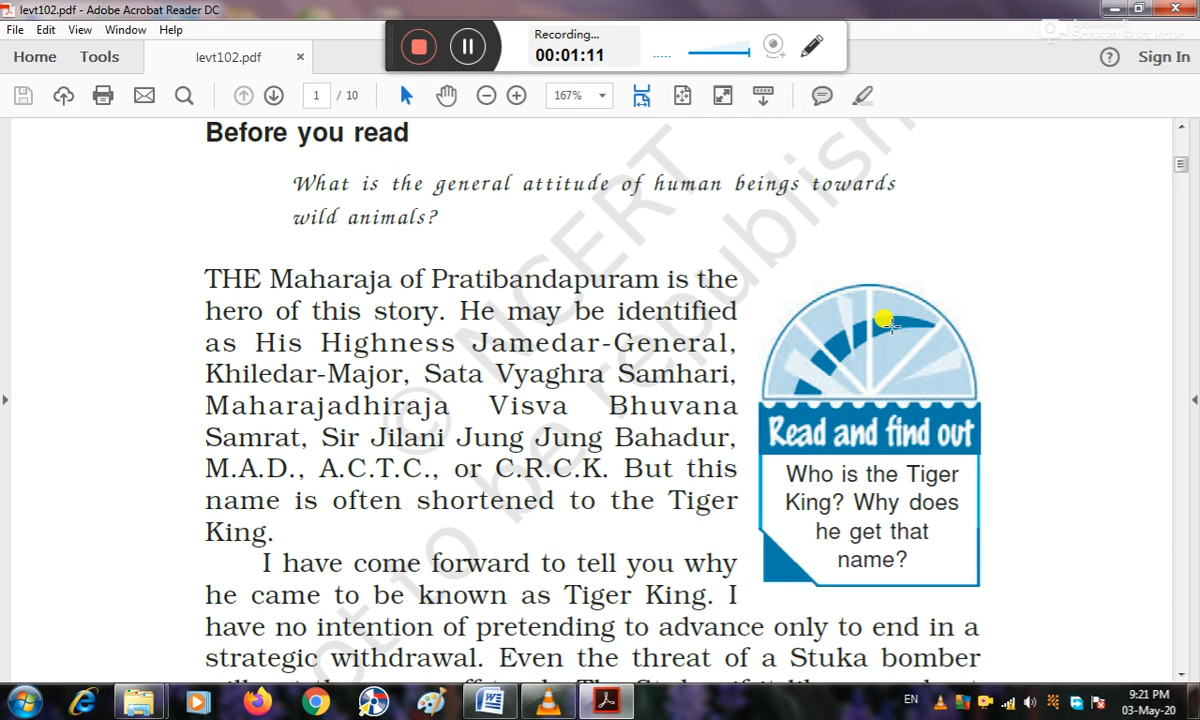 levt102.pdf - Adobe Acrobat Reader DC
File Edit View Window Help
Recording...
00:01:11
Screen Recorder
Home Tools levt102.pdf × Sign In
1 / 10 167%
Before you read
What is the general attitude of human beings towards
wild animals?
THE Maharaja of Pratibandapuram is the
hero of this story. He may be identified
as His Highness Jamedar-General,
Khiledar-Major, Sata Vyaghra Samhari,
Maharajadhiraja Visva Bhuvana
Samrat, Sir Jilani Jung Jung Bahadur,
M.A.D., A.C.T.C., or C.R.C.K. But this
name is often shortened to the Tiger
King.
I have come forward to tell you why
he came to be known as Tiger King. I
have no intention of pretending to advance only to end in a
strategic withdrawal. Even the threat of a Stuka bomber
Read and find out
Who is the Tiger
King? Why does
he get that
name?
© NCERT
not to be republish
EN
9:21 PM
03-May-20